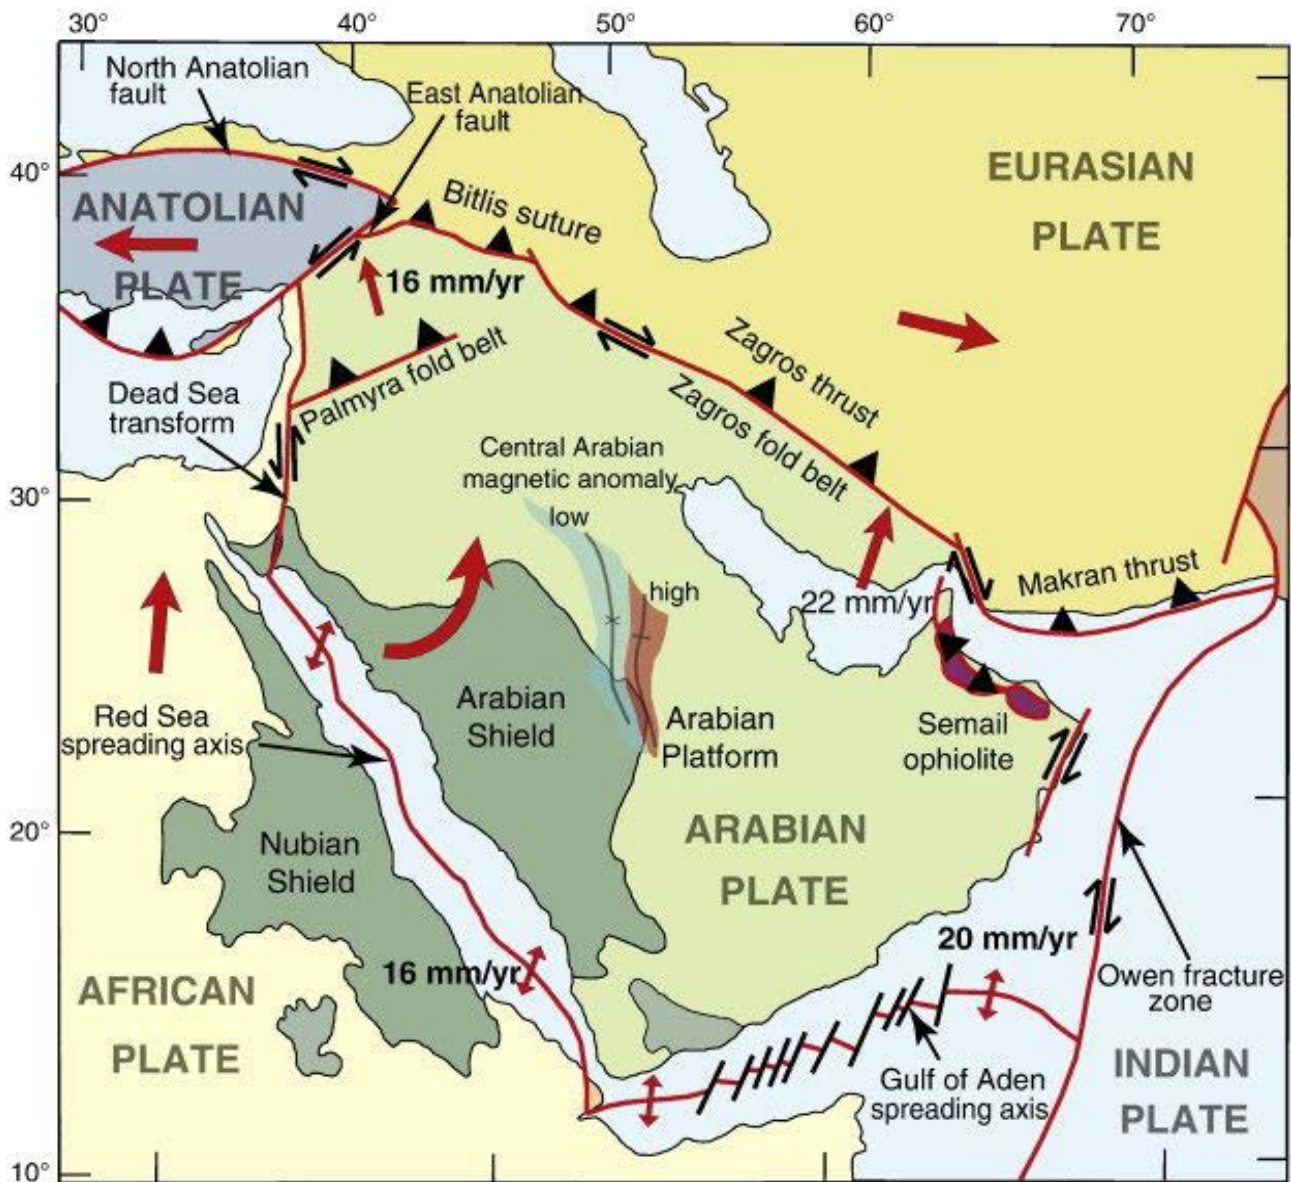 30°
40°
50°
60°
70°
North Anatolian
fault
East Anatolian
fault
40°
ANATOLIAN
PLATE
Bitlis suture
EURASIAN
PLATE
16 mm/yr
Zagros thrust
Palmyra fold belt
Dead Sea
transform
Zagros fold belt
Central Arabian
magnetic anomaly
low
30°
high
22 mm/yr
Makran thrust
Red Sea
spreading axis
Arabian
Shield
Arabian
Platform
Semail
ophiolite
20°
Nubian
Shield
ARABIAN
PLATE
20 mm/yr
16 mm/yr
AFRICAN
PLATE
Owen fracture
zone
Gulf of Aden
spreading axis
INDIAN
PLATE
10°